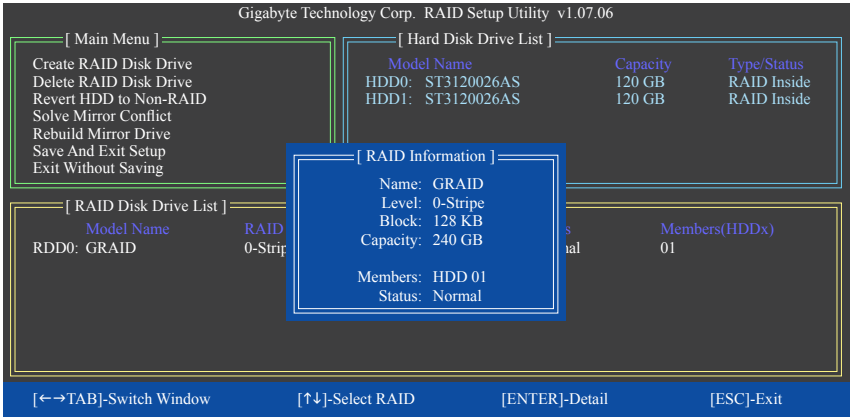 Gigabyte Technology Corp. RAID Setup Utility v1.07.06
[ Main Menu ]
Create RAID Disk Drive
Delete RAID Disk Drive
Revert HDD to Non-RAID
Solve Mirror Conflict
Rebuild Mirror Drive
Save And Exit Setup
Exit Without Saving
[ Hard Disk Drive List ]
Model Name Capacity Type/Status
HDD0: ST3120026AS 120 GB RAID Inside
HDD1: ST3120026AS 120 GB RAID Inside
[ RAID Information ]
Name: GRAID
Level: 0-Stripe
Block: 128 KB
Capacity: 240 GB
Members: HDD 01
Status: Normal
[ RAID Disk Drive List ]
Model Name RAID Members(HDDx)
RDD0: GRAID 0-Strip 01
[←→TAB]-Switch Window [↑↓]-Select RAID [ENTER]-Detail [ESC]-Exit